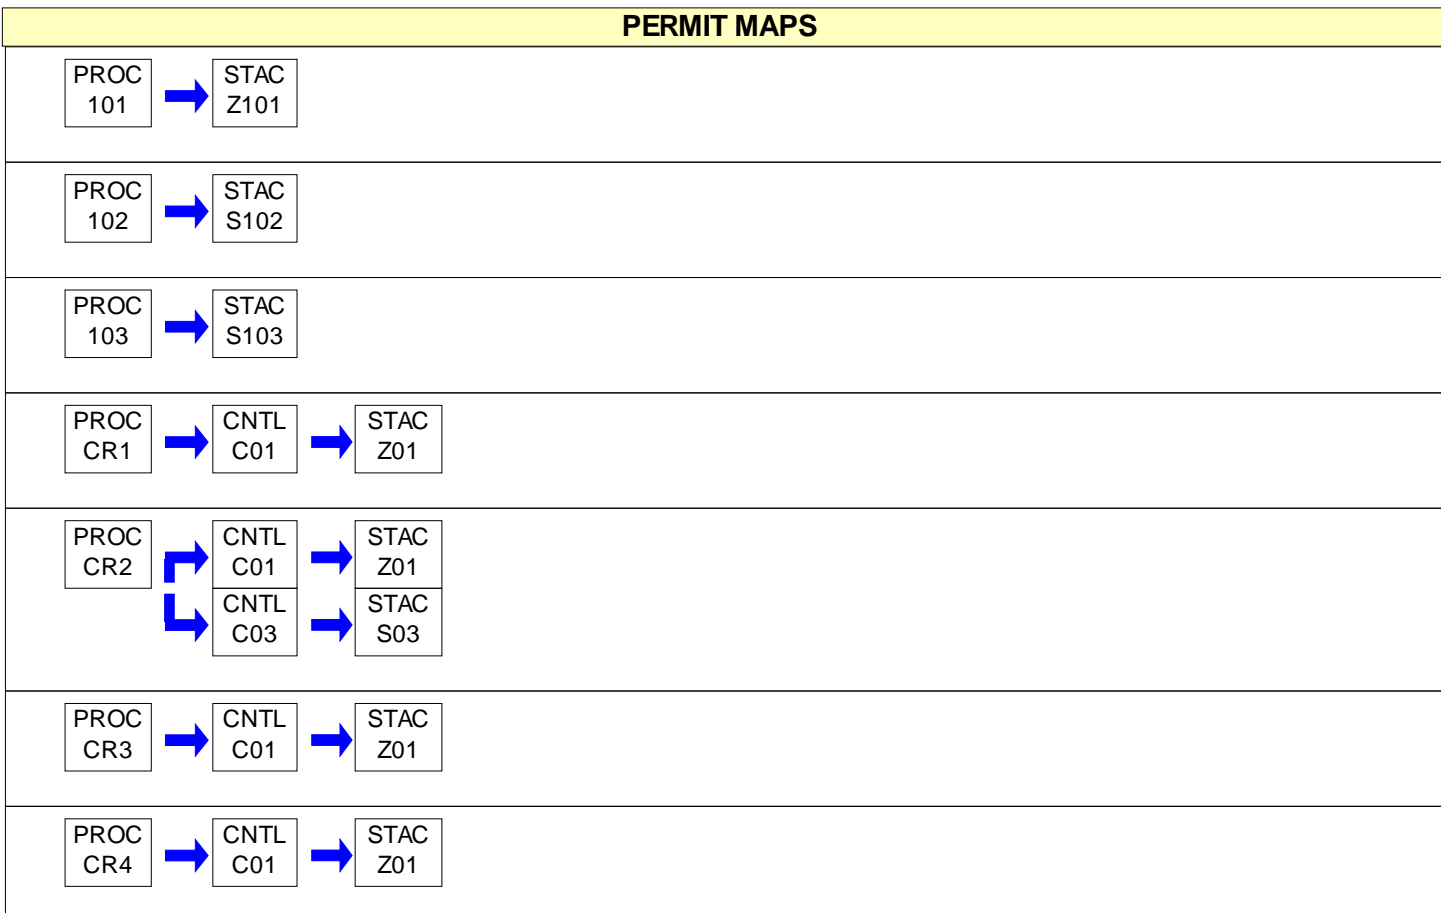 PERMIT MAPS
PROC STAC
101 Z101
PROC STAC
102 S102
PROC STAC
103 S103
PROC CNTL STAC
CR1 C01 Z01
PROC CNTL STAC
CR2 C01 Z01
CNTL STAC
C03 S03
PROC CNTL STAC
CR3 C01 Z01
PROC CNTL STAC
CR4 C01 Z01